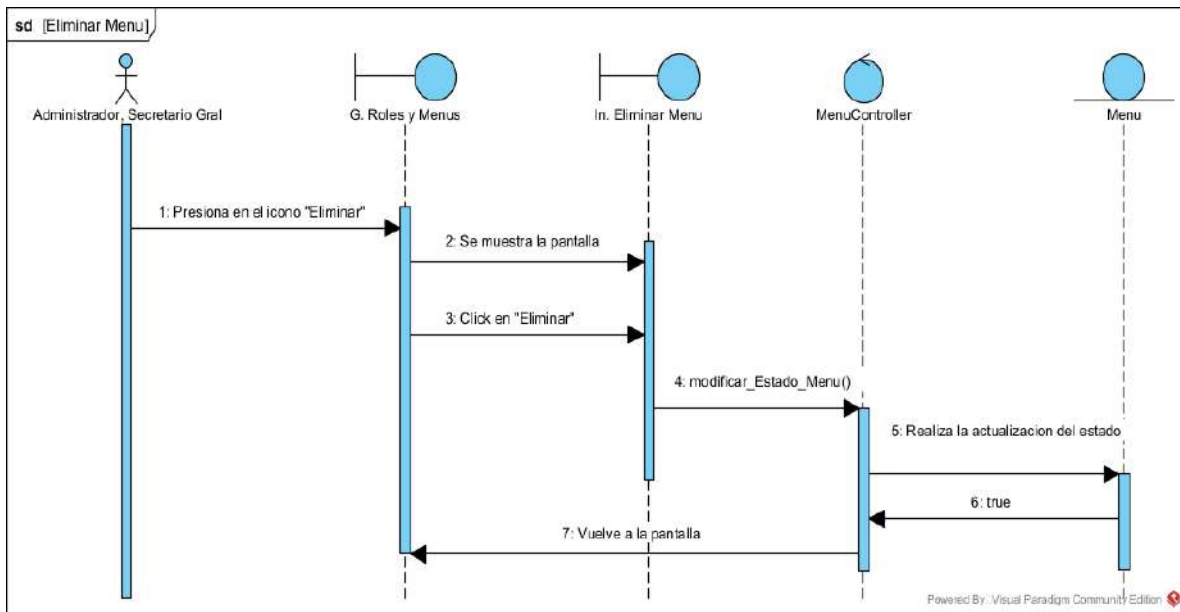 sd [Eliminar Menu]
Administrador, Secretario Gral
G. Roles y Menus
In. Eliminar Menu
MenuController
Menu
1: Presiona en el icono "Eliminar"
2: Se muestra la pantalla
3: Click en "Eliminar"
4: modificar_Estado_Menu()
5: Realiza la actualizacion del estado
6: true
7: Vuelve a la pantalla
Powered By Visual Paradigm Community Edition